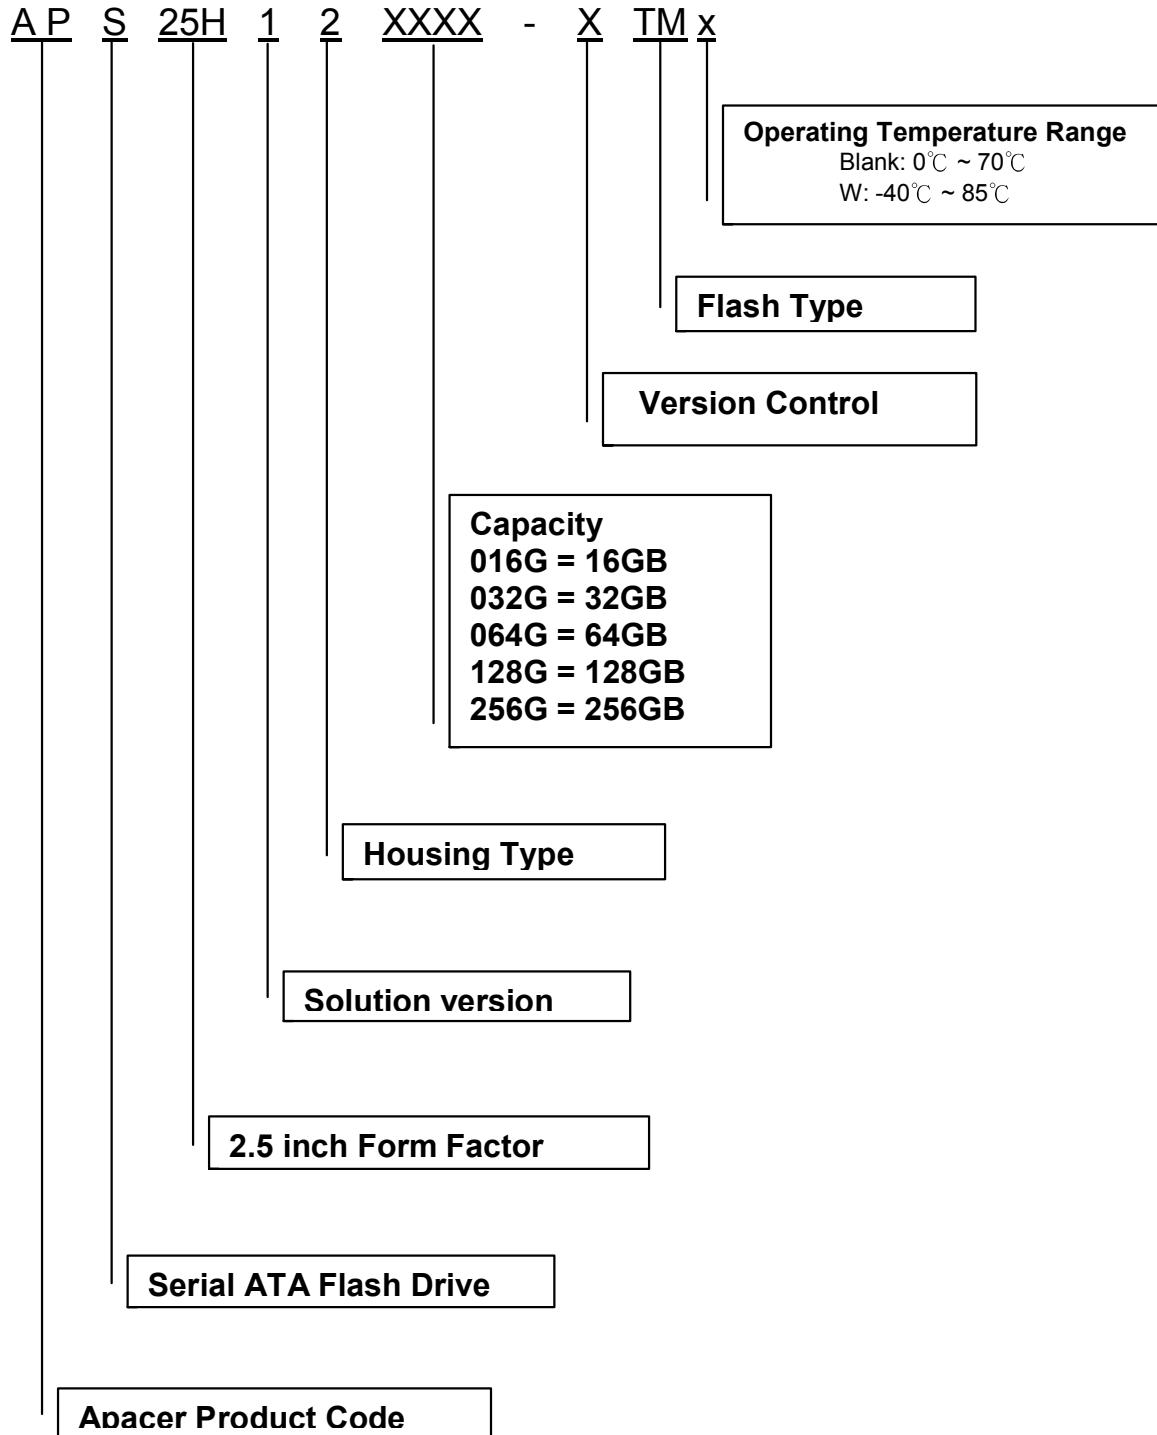 A P S 25H 1 2 XXXX - X TM x
Operating Temperature Range
Blank: 0℃ ~ 70℃
W: -40℃ ~ 85℃
Flash Type
Version Control
Capacity
016G = 16GB
032G = 32GB
064G = 64GB
128G = 128GB
256G = 256GB
Housing Type
Solution version
2.5 inch Form Factor
Serial ATA Flash Drive
Apacer Product Code